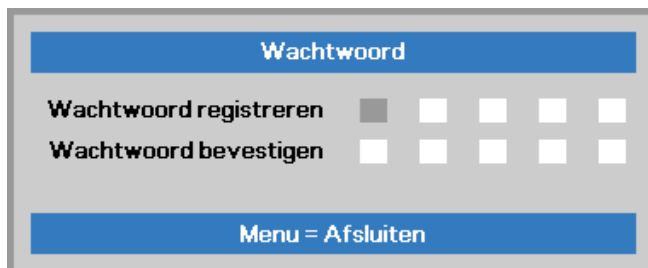 Wachtwoord
Wachtwoord registreren
Wachtwoord bevestigen
Menu = Afsluiten